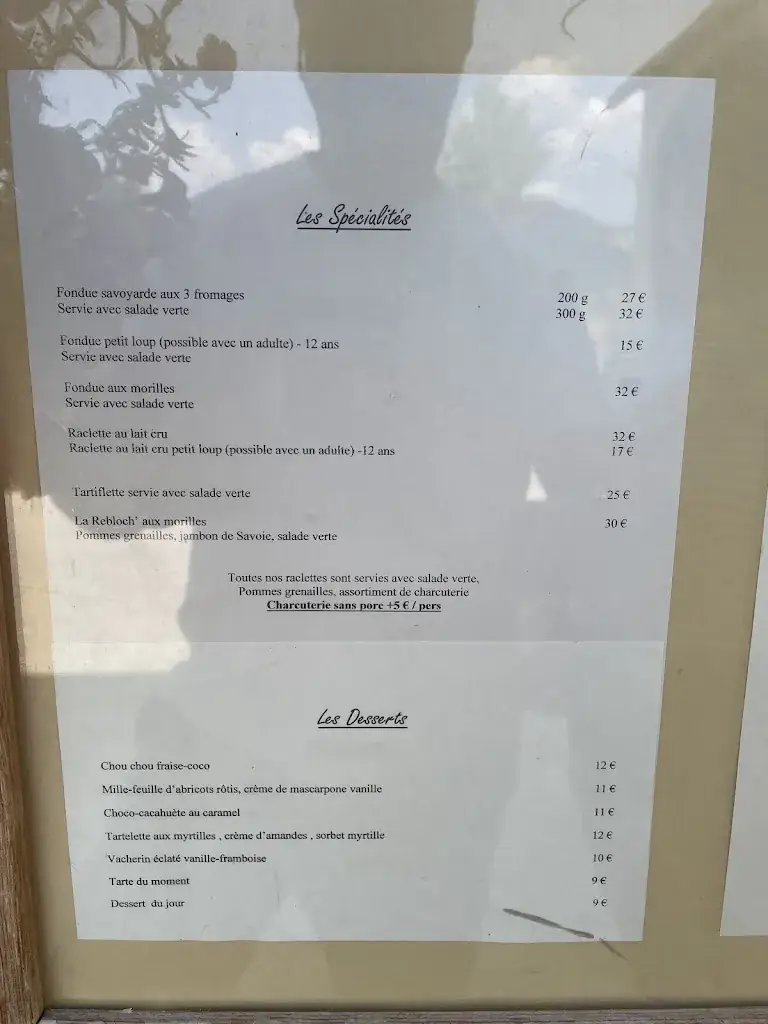 Les Spécialités
Fondue savoyarde aux 3 fromages 200 g 27 €
Servie avec salade verte 300 g 32 €
Fondue petit loup (possible avec un adulte) - 12 ans 15 €
Servie avec salade verte
Fondue aux morilles 32 €
Servie avec salade verte
Raclette au lait cru 32 €
Raclette au lait cru petit loup (possible avec un adulte) -12 ans 17 €
Tartiflette servie avec salade verte 25 €
La Rebloch' aux morilles 30 €
Pommes grenailles, jambon de Savoie, salade verte
Toutes nos raclettes sont servies avec salade verte,
Pommes grenailles, assortiment de charcuterie
Charcuterie sans porc +5 € / pers
Les Desserts
Chou chou fraise-coco 12 €
Mille-feuille d'abricots rôtis, crème de mascarpone vanille 11 €
Choco-cacahuète au caramel 11 €
Tartelette aux myrtilles , crème d'amandes , sorbet myrtille 12 €
Vacherin éclaté vanille-framboise 10 €
Tarte du moment 9 €
Dessert du jour 9 €